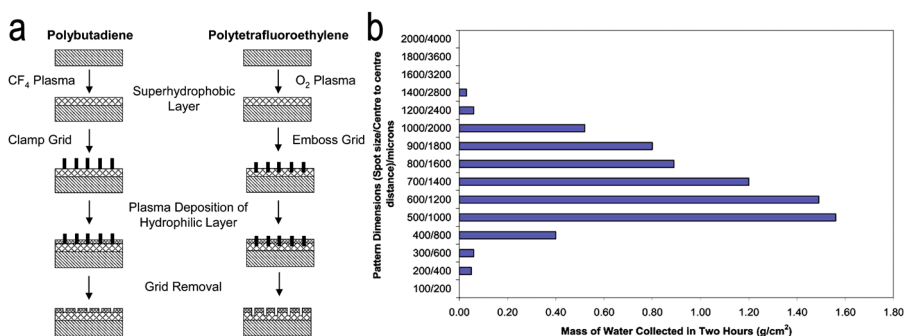 a
Polybutadiene
Polytetrafluoroethylene
CF4 Plasma
O2 Plasma
Superhydrophobic
Layer
Clamp Grid
Emboss Grid
Plasma Deposition of
Hydrophilic Layer
Grid Removal
b
Pattern Dimensions (Spot size/Centre to centre
distance)/microns
2000/4000
1800/3600
1600/3200
1400/2800
1200/2400
1000/2000
900/1800
800/1600
700/1400
600/1200
500/1000
400/800
300/600
200/400
100/200
0.00 0.20 0.40 0.60 0.80 1.00 1.20 1.40 1.60 1.80
Mass of Water Collected in Two Hours (g/cm²)